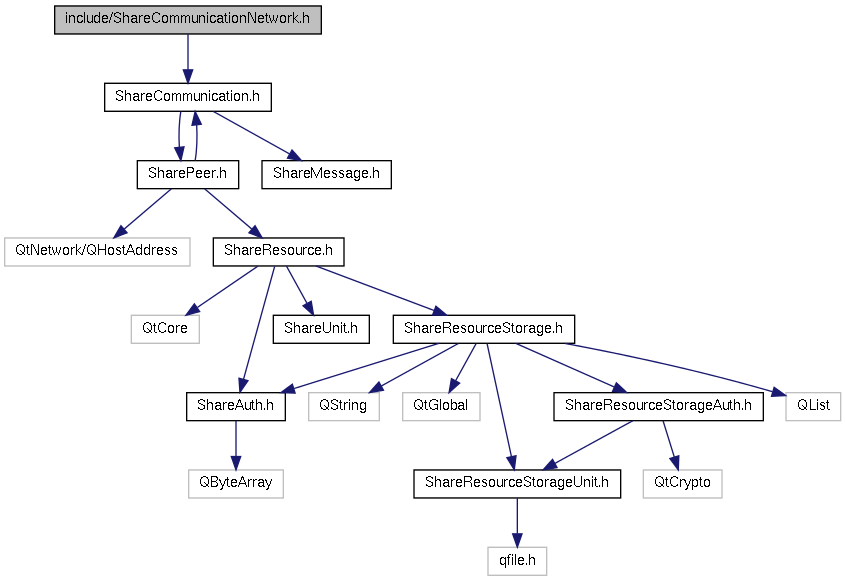 include/ShareCommunicationNetwork.h
ShareCommunication.h
SharePeer.h
ShareMessage.h
QtNetwork/QHostAddress
ShareResource.h
QtCore
ShareUnit.h
ShareResourceStorage.h
ShareAuth.h
QString
QtGlobal
ShareResourceStorageAuth.h
QList
QByteArray
ShareResourceStorageUnit.h
QtCrypto
qfile.h